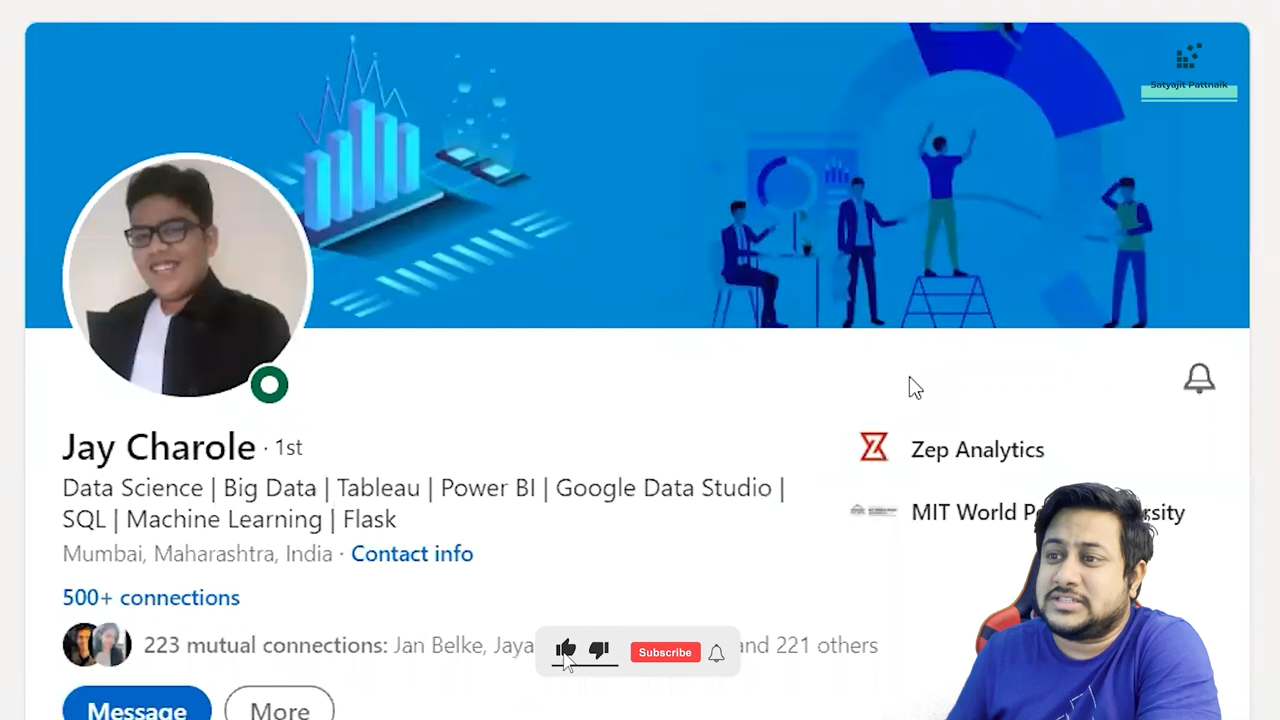 Satyajit Pattnaik
Jay Charole · 1st
Data Science | Big Data | Tableau | Power BI | Google Data Studio |
SQL | Machine Learning | Flask
Mumbai, Maharashtra, India · Contact info
500+ connections
223 mutual connections: Jan Belke, Jaya
and 221 others
Message
More
Zep Analytics
MIT World
Subscribe